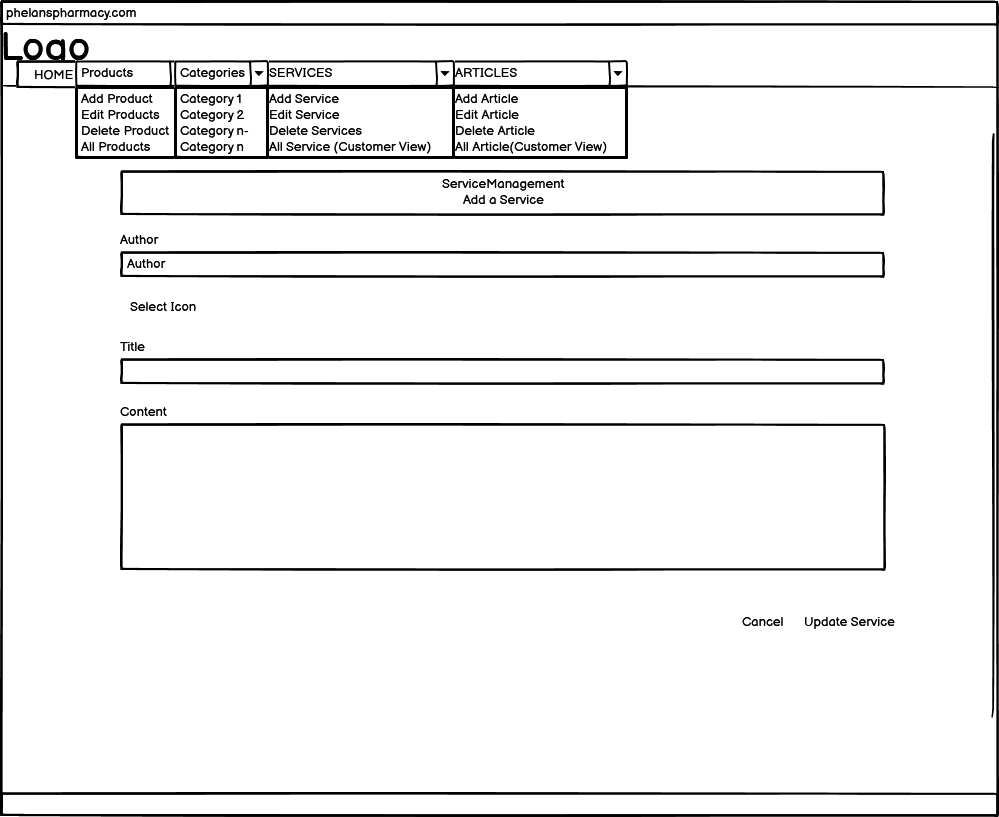 phelanspharmacy.com
Logo
HOME
Products
Categories
SERVICES
ARTICLES
Add Product
Edit Products
Delete Product
All Products
Category 1
Category 2
Category n-
Category n
Add Service
Edit Service
Delete Services
All Service (Customer View)
Add Article
Edit Article
Delete Article
All Article(Customer View)
ServiceManagement
Add a Service
Author
Author
Select Icon
Title
Content
Cancel
Update Service